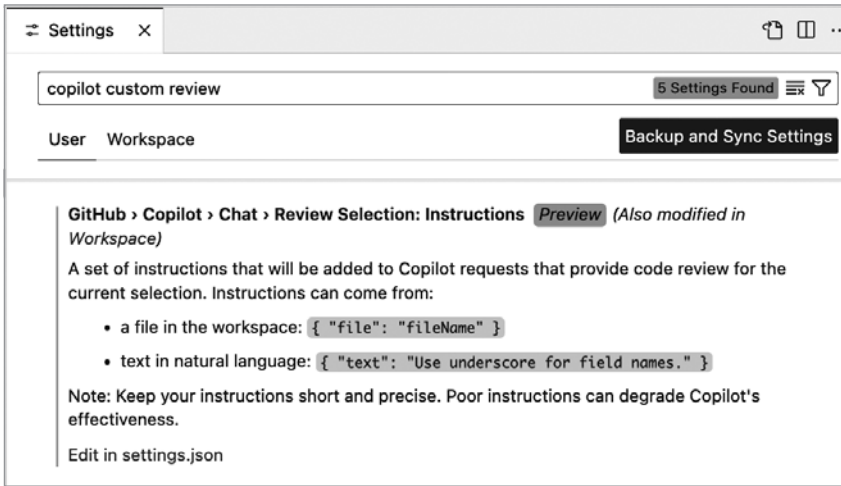 Settings
copilot custom review
5 Settings Found
User Workspace
Backup and Sync Settings
GitHub › Copilot › Chat › Review Selection: Instructions Preview (Also modified in
Workspace)
A set of instructions that will be added to Copilot requests that provide code review for the
current selection. Instructions can come from:
• a file in the workspace: { "file": "fileName" }
• text in natural language: { "text": "Use underscore for field names." }
Note: Keep your instructions short and precise. Poor instructions can degrade Copilot's
effectiveness.
Edit in settings.json